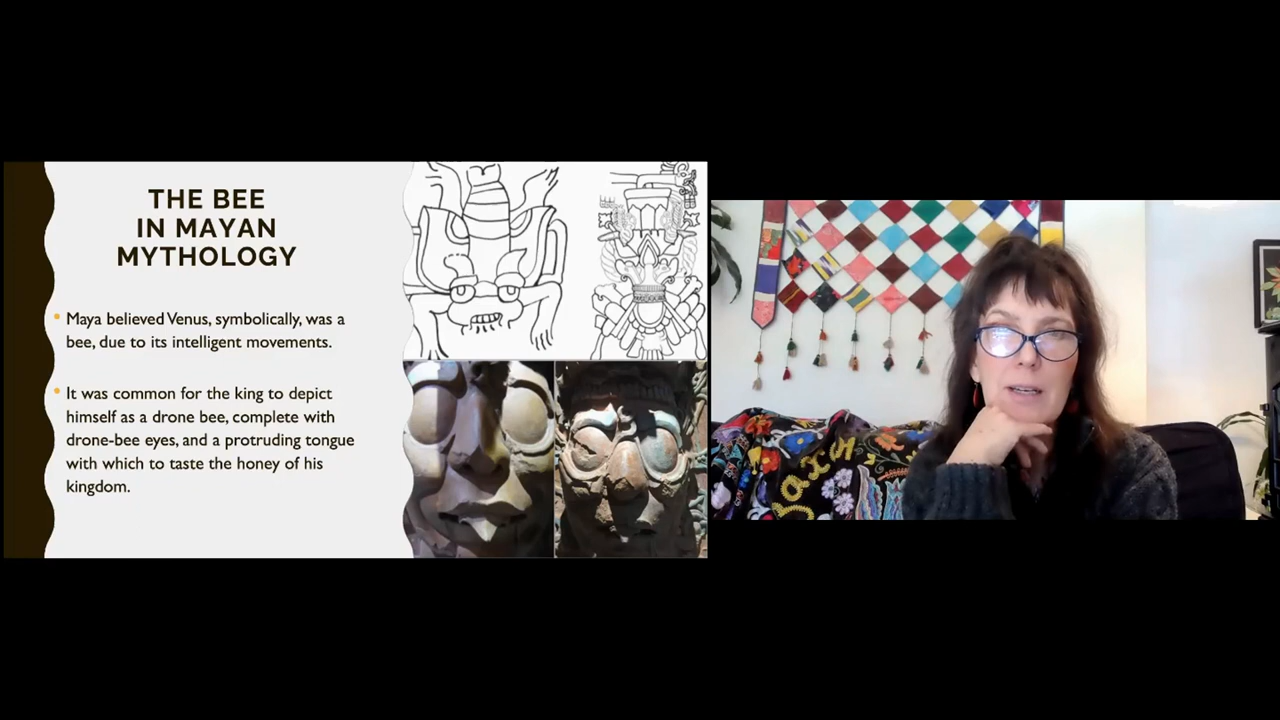 THE BEE
IN MAYAN
MYTHOLOGY
• Maya believed Venus, symbolically, was a
bee, due to its intelligent movements.
• It was common for the king to depict
himself as a drone bee, complete with
drone-bee eyes, and a protruding tongue
with which to taste the honey of his
kingdom.